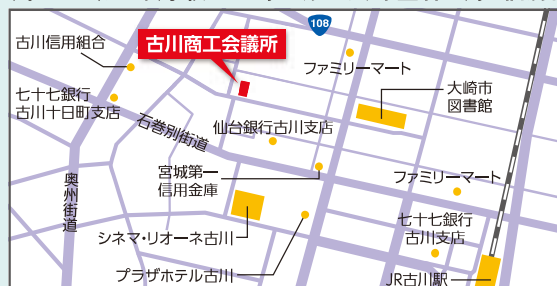 108
古川信用組合
古川商工会議所
ファミリーマート
大崎市
図書館
七十七銀行
古川十日町支店
石巻別街道
仙台銀行古川支店
宮城第一
信用金庫
ファミリーマート
奥州街道
シネマ・リオーネ古川
七十七銀行
古川支店
プラザホテル古川
JR古川駅